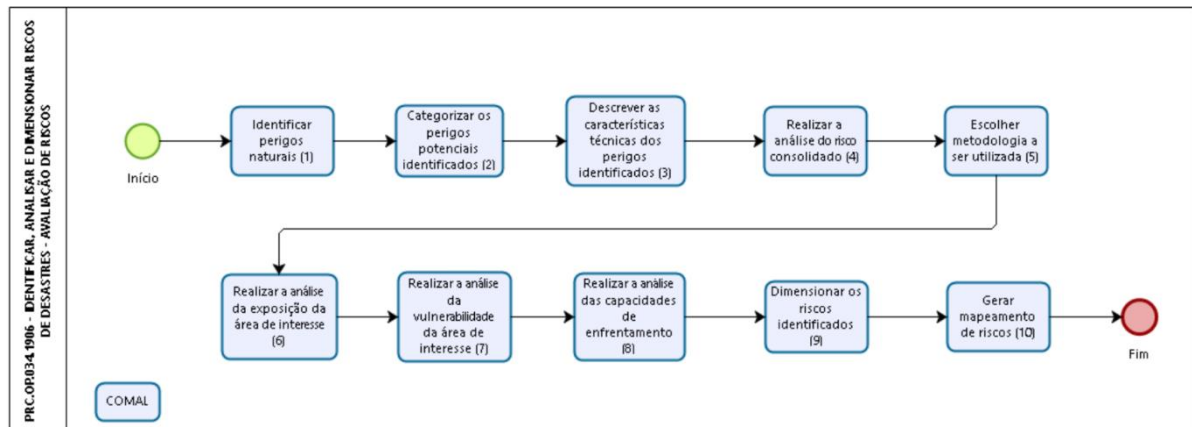 PRC.OP.034.1906 - IDENTIFICAR, ANALISAR E DIMENSIONAR RISCOS
DE DESASTRES - AVALIAÇÃO DE RISCOS
Início
Identificar
perigos
naturais (1)
Categorizar os
perigos
potenciais
identificados (2)
Descrever as
características
técnicas dos
perigos
identificados (3)
Realizar a
análise do risco
consolidado (4)
Escolher
metodologia a
ser utilizada (5)
Realizar a análise
da exposição da
área de interesse
(6)
Realizar a análise
da
vulnerabilidade
da área de
interesse (7)
Realizar a análise
das capacidades
de
enfrentamento
(8)
Dimensionar os
riscos
identificados
(9)
Gerar
mapeamento
de riscos (10)
Fim
COMAL